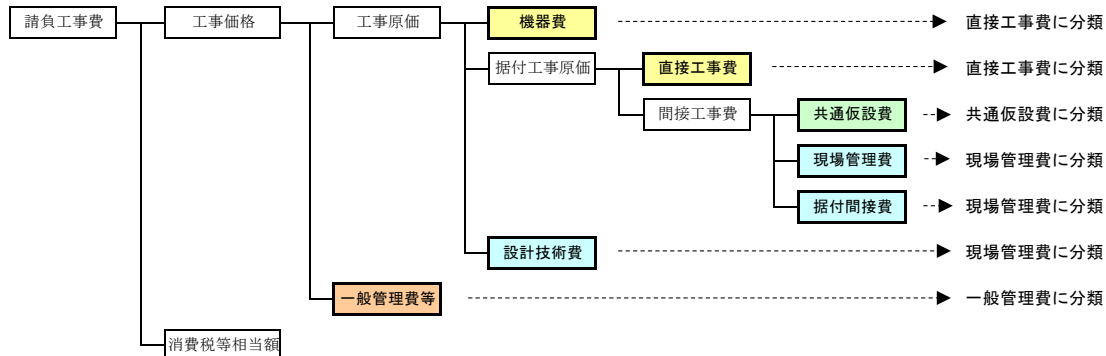 請負工事費 工事価格 工事原価 機器費 直接工事費に分類
据付工事原価 直接工事費 直接工事費に分類
間接工事費 共通仮設費 共通仮設費に分類
現場管理費 現場管理費に分類
据付間接費 現場管理費に分類
設計技術費 現場管理費に分類
一般管理費等 一般管理費に分類
消費税等相当額